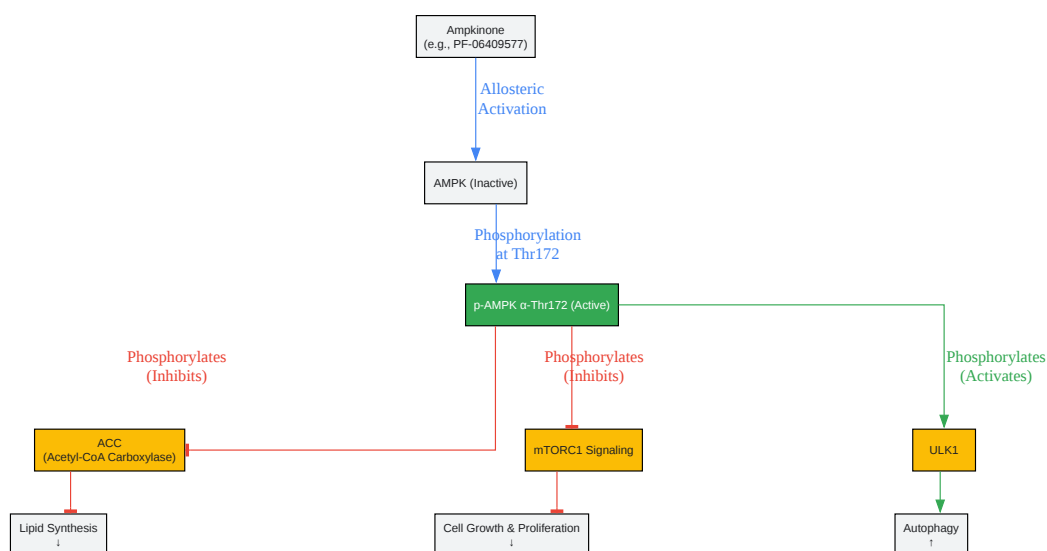 Ampkinone
(e.g., PF-06409577)
Allosteric
Activation
AMPK (Inactive)
Phosphorylation
at Thr172
p-AMPK α-Thr172 (Active)
Phosphorylates
(Inhibits)
Phosphorylates
(Inhibits)
Phosphorylates
(Activates)
ACC
(Acetyl-CoA Carboxylase)
mTORC1 Signaling
ULK1
Lipid Synthesis
↓
Cell Growth & Proliferation
↓
Autophagy
↑